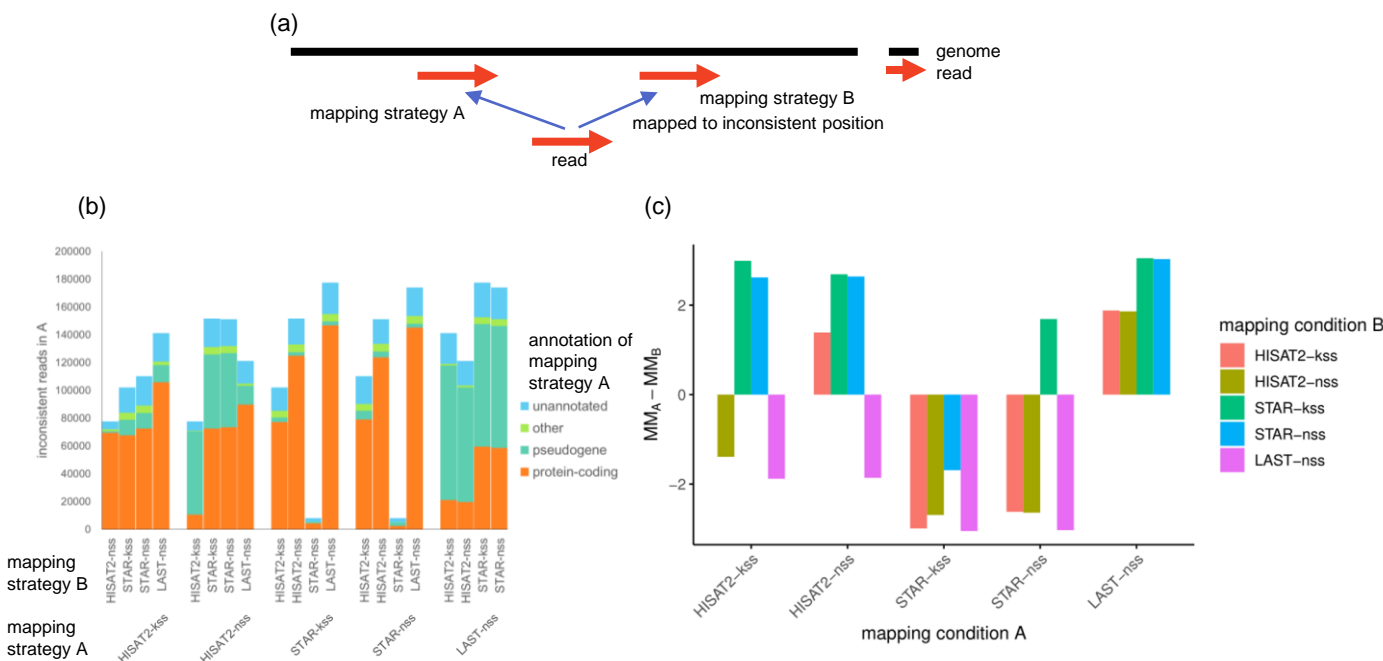 (a)
genome
read
mapping strategy A
mapping strategy B
mapped to inconsistent position
read
(b)
200000
180000
160000
140000
120000
100000
80000
60000
40000
20000
0
inconsistent reads in A
annotation of
mapping
strategy A
unannotated
other
pseudogene
protein-coding
mapping
strategy B
HISAT2-nss
STAR-kss
STAR-nss
LAST-nss
HISAT2-kss
STAR-kss
STAR-nss
LAST-nss
HISAT2-kss
HISAT2-nss
STAR-nss
LAST-nss
HISAT2-kss
HISAT2-nss
STAR-kss
LAST-nss
HISAT2-kss
HISAT2-nss
STAR-kss
STAR-nss
mapping
strategy A
HISAT2-kss
HISAT2-nss
STAR-kss
STAR-nss
LAST-nss
(c)
MMA − MMB
2
0
−2
HISAT2−kss
HISAT2−nss
STAR−kss
STAR−nss
LAST−nss
mapping condition A
mapping condition B
HISAT2−kss
HISAT2−nss
STAR−kss
STAR−nss
LAST−nss